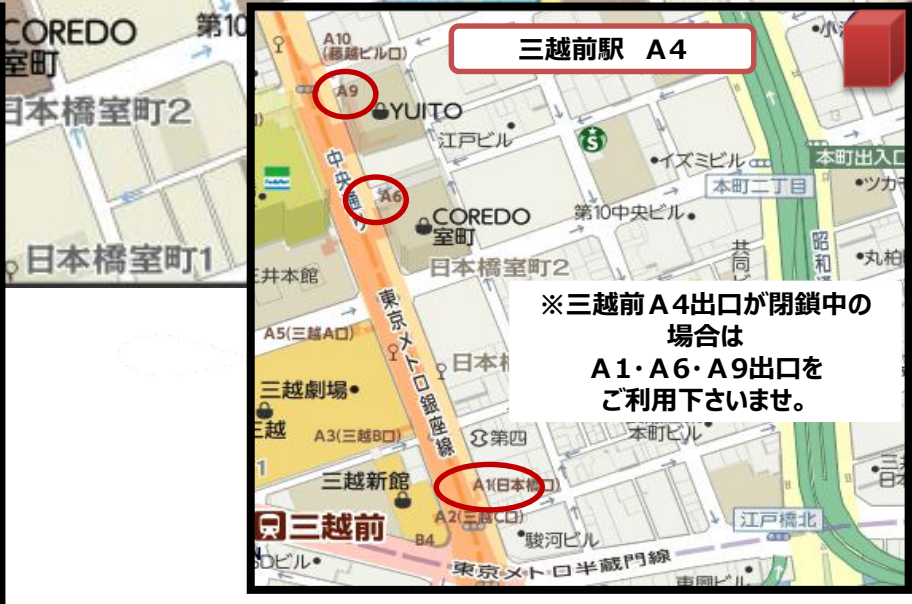 COREDO
室町
第10
日本橋室町2
日本橋室町1
三越前駅 A4
A10
(藤越ビル口)
A9
YUITO
江戸ビル
イズミビル
本町出入口
本町二丁目
A6
COREDO
室町
第10中央ビル
中央通り
日本橋室町2
昭和通
三井本館
※三越前A4出口が閉鎖中の
場合は
A1・A6・A9出口を
ご利用下さいませ。
A5(三越A口)
東京メトロ銀座線
三越劇場
三越
A3(三越B口)
第四
本町ビル
三越新館
A1(日本橋口)
A2(三越C口)
三越前
B4
駿河ビル
江戸橋北
東京メトロ半蔵門線
東興ビル